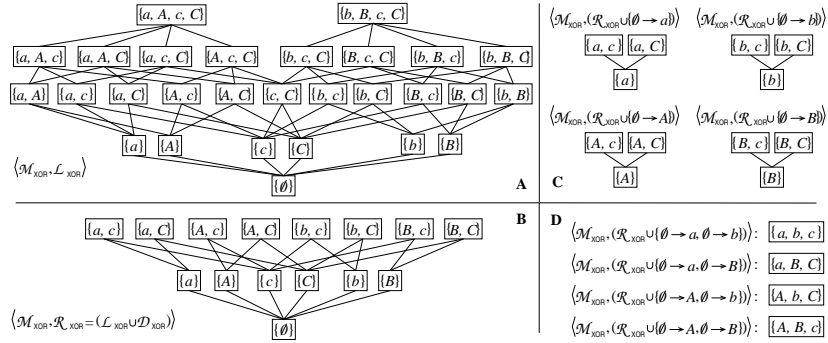 {a, A, c, C} {b, B, c, C}
{a, A, c} {a, A, C} {a, c, C} {A, c, C} {b, c, C} {B, c, C} {b, B, c} {b, B, C}
{a, A} {a, c} {a, C} {A, c} {A, C} {c, C} {b, c} {b, C} {B, c} {B, C} {b, B}
{a} {A} {c} {C} {b} {B}
⟨ℳ_XOR, ℒ_XOR⟩
{∅}
A
⟨ℳ_XOR, (ℛ_XOR ∪ {∅ → a})⟩ ⟨ℳ_XOR, (ℛ_XOR ∪ {∅ → b})⟩
{a, c} {a, C} {b, c} {b, C}
{a} {b}
⟨ℳ_XOR, (ℛ_XOR ∪ {∅ → A})⟩ ⟨ℳ_XOR, (ℛ_XOR ∪ {∅ → B})⟩
{A, c} {A, C} {B, c} {B, C}
{A} {B}
C
B
{a, c} {a, C} {A, c} {A, C} {b, c} {b, C} {B, c} {B, C}
{a} {A} {c} {C} {b} {B}
⟨ℳ_XOR, ℛ_XOR = (ℒ_XOR ∪ 𝒟_XOR)⟩
{∅}
D
⟨ℳ_XOR, (ℛ_XOR ∪ {∅ → a, ∅ → b})⟩: {a, b, c}
⟨ℳ_XOR, (ℛ_XOR ∪ {∅ → a, ∅ → B})⟩: {a, B, C}
⟨ℳ_XOR, (ℛ_XOR ∪ {∅ → A, ∅ → b})⟩: {A, b, C}
⟨ℳ_XOR, (ℛ_XOR ∪ {∅ → A, ∅ → B})⟩: {A, B, c}